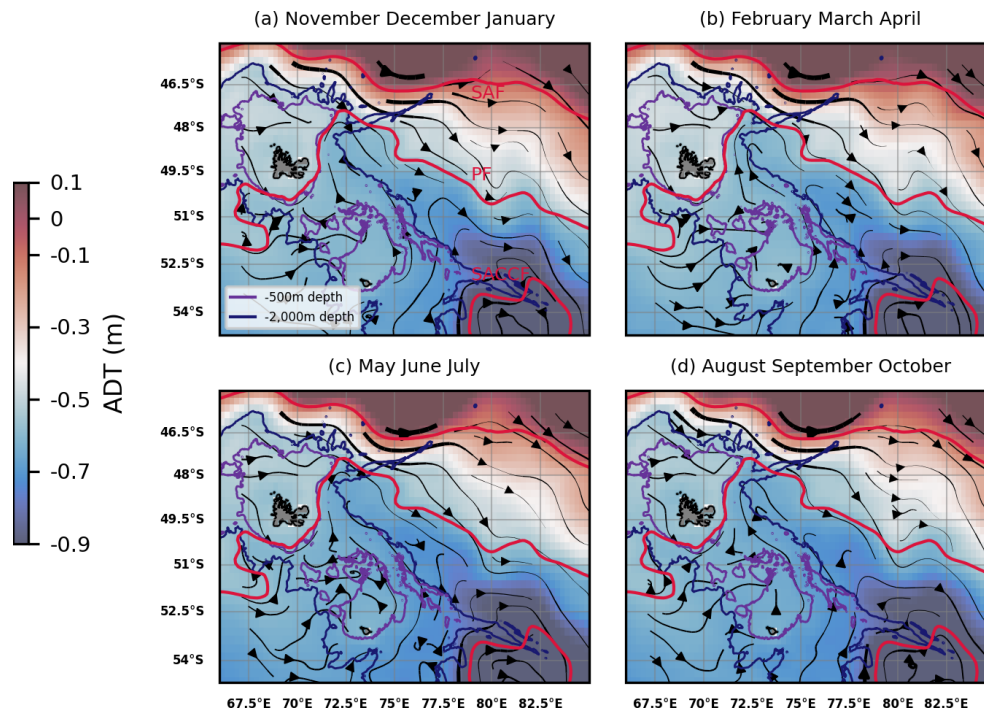 (a) November December January
(b) February March April
46.5°S
48°S
49.5°S
51°S
52.5°S
54°S
SAF
PF
SACCF
-500m depth
-2,000m depth
0.1
0
-0.1
-0.3
-0.5
-0.7
-0.9
ADT (m)
(c) May June July
(d) August September October
46.5°S
48°S
49.5°S
51°S
52.5°S
54°S
67.5°E 70°E 72.5°E 75°E 77.5°E 80°E 82.5°E
67.5°E 70°E 72.5°E 75°E 77.5°E 80°E 82.5°E